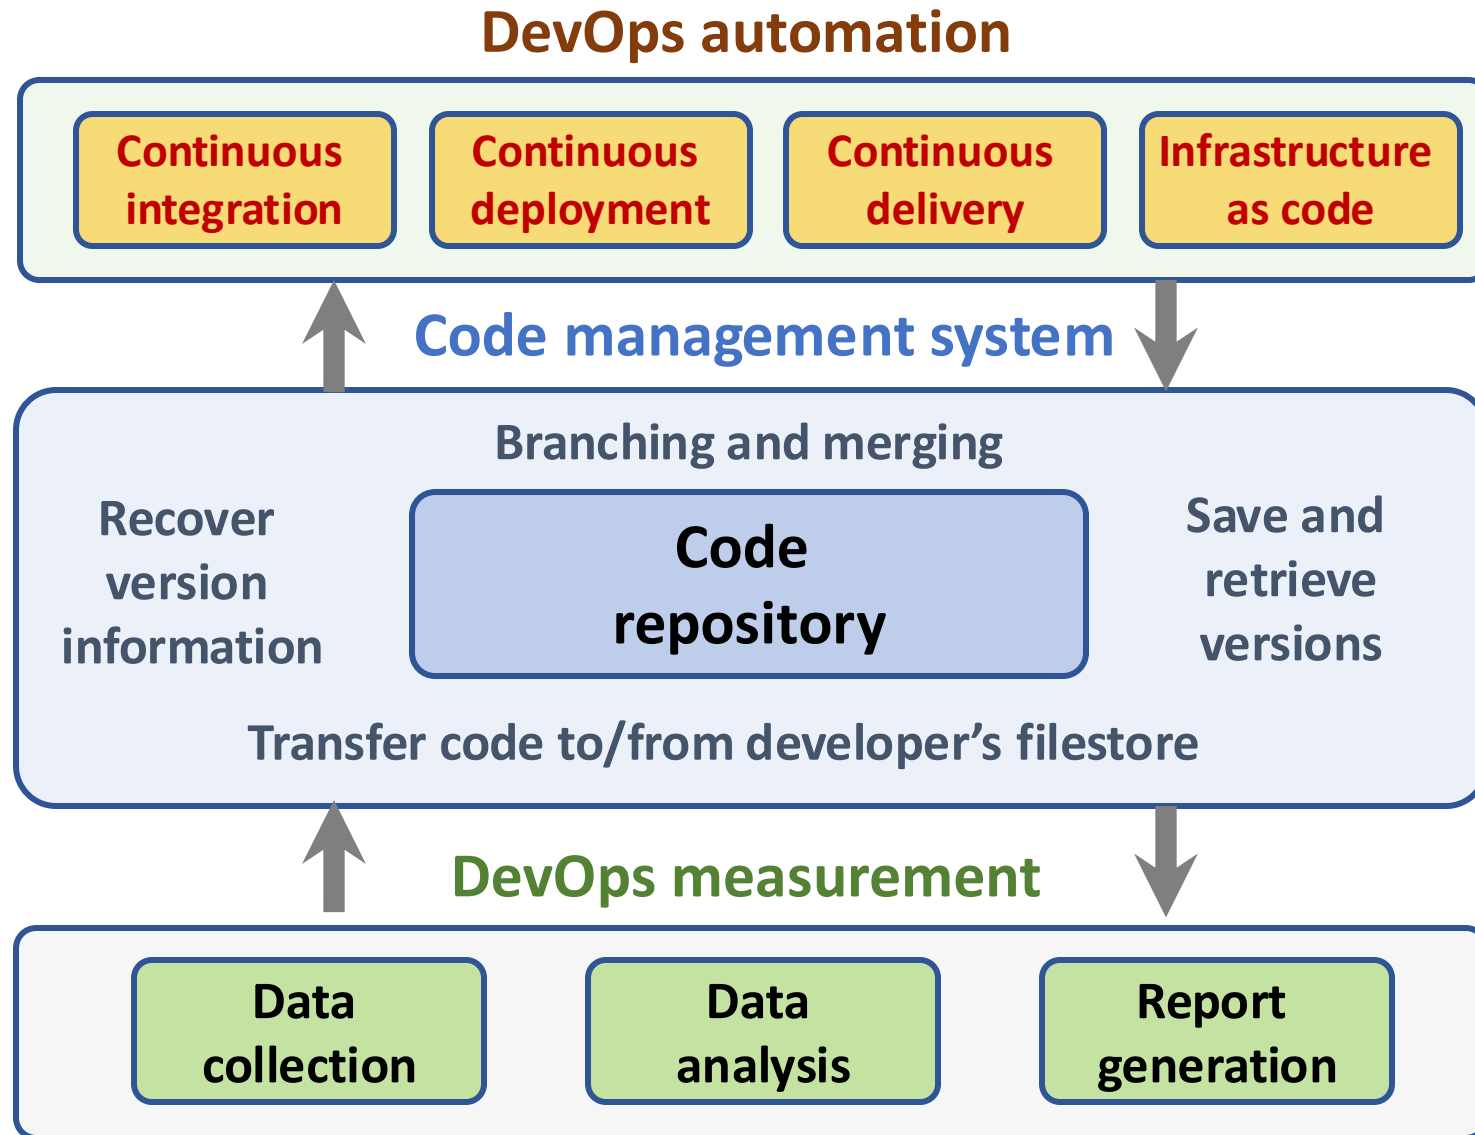 DevOps automation
Continuous
integration
Continuous
deployment
Continuous
delivery
Infrastructure
as code
Code management system
Branching and merging
Recover
version
information
Code
repository
Save and
retrieve
versions
Transfer code to/from developer’s filestore
DevOps measurement
Data
collection
Data
analysis
Report
generation